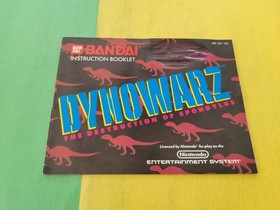 BANDAI
INSTRUCTION BOOKLET
DYNOWARZ
THE DESTRUCTION OF SPONDYLUS
Licensed by Nintendo® for play on the
Nintendo
ENTERTAINMENT SYSTEM